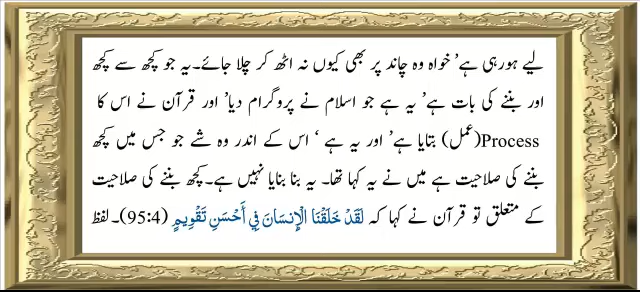 لیے ہورہی ہے’ خواہ وہ چاند پر بھی کیوں نہ اٹھ کر چلا جائے۔یہ جو کچھ سے کچھ
اور بننے کی بات ہے’ یہ ہے جو اسلام نے پروگرام دیا’ اور قرآن نے اس کا
Process(عمل) بتایا ہے’ اور یہ ہے ‘ اس کے اندر وہ شے جو جس میں کچھ
بننے کی صلاحیت ہے میں نے یہ کہا تھا۔ یہ بنا بنایا نہیں ہے۔کچھ بننے کی صلاحیت
کے متعلق تو قرآن نے کہا کہ لَقَدْ خَلَقْنَا الْإِنسَانَ فِي أَحْسَنِ تَقْوِيمٍ (95:4)۔ لفظ